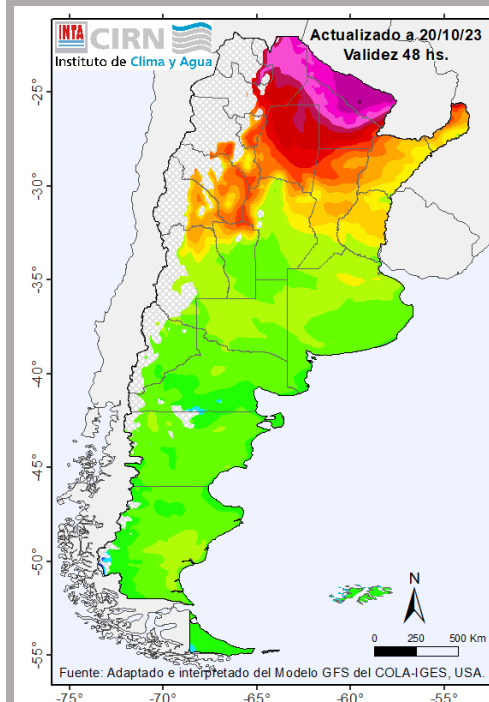 INTA CIRN
Instituto de Clima y Agua
Actualizado a 20/10/23
Validez 48 hs.
-25°
-30°
-35°
-40°
-45°
-50°
-55°
N
0 250 500 Km
Fuente: Adaptado e interpretado del Modelo GFS del COLA-IGES, USA.
-75° -70° -65° -60° -55°